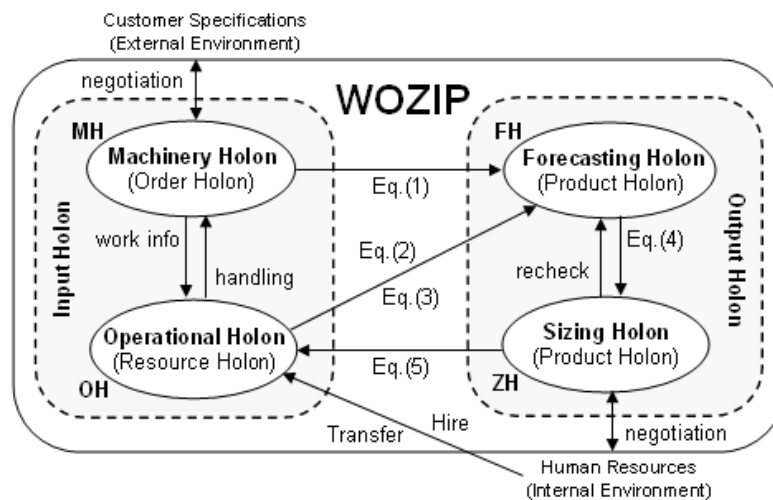 Customer Specifications
(External Environment)
negotiation
WOZIP
MH
Machinery Holon
(Order Holon)
FH
Forecasting Holon
(Product Holon)
Eq.(1)
work info
handling
Eq.(2)
Eq.(3)
recheck
Eq.(4)
Input Holon
Output Holon
Operational Holon
(Resource Holon)
OH
Eq.(5)
Sizing Holon
(Product Holon)
ZH
Transfer
Hire
negotiation
Human Resources
(Internal Environment)